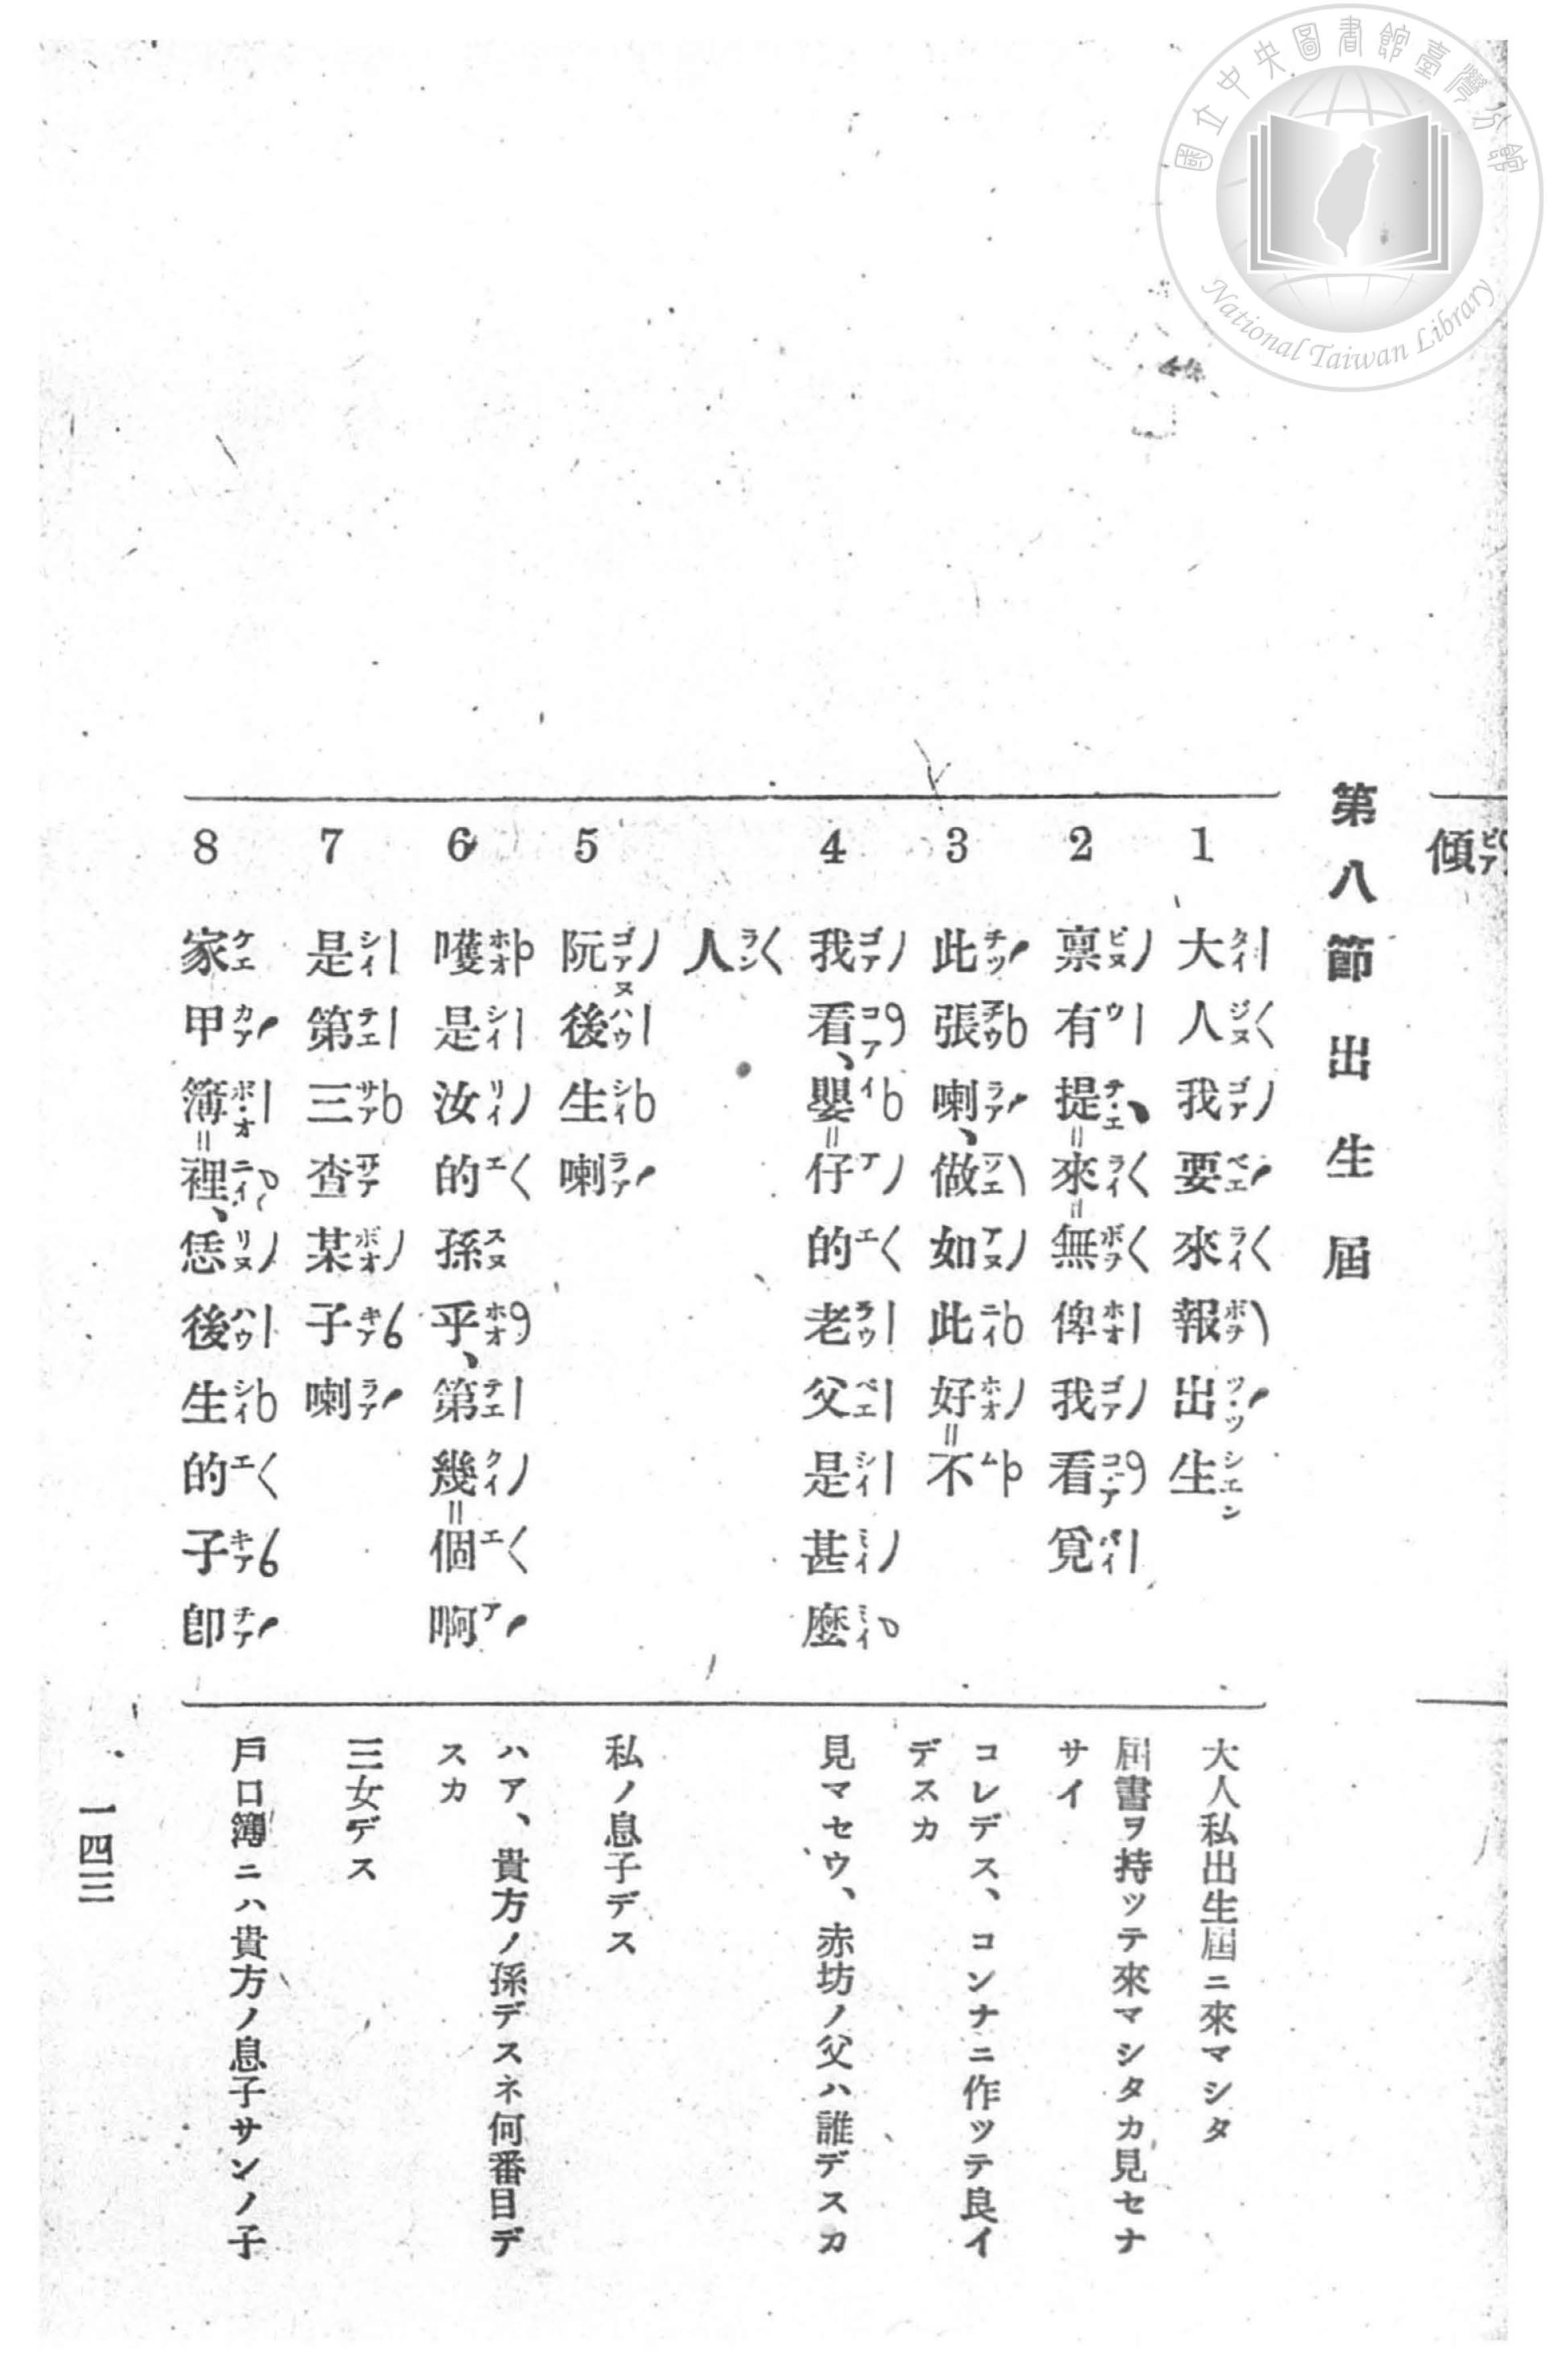 國立中央圖書館臺灣分館
National Taiwan Library
傾
第八節 出生屆
1 大人我要來報出生
大人私出生屆ニ來マシタ
2 稟有提=來=無俾我看覓
屆書ヲ持ッテ來マシタカ見セナ
サイ
3 此張喇、做如此好=不
コレデス、コンナニ作ッテ良イ
デスカ
4 我看、嬰=仔的老父是甚麼
人
見マセウ、赤坊ノ父ハ誰デスカ
5 阮後生喇
私ノ息子デス
6 嚄是汝的孫乎、第幾=個啊
ハア、貴方ノ孫デスネ何番目デ
スカ
7 是第三查某子喇
三女デス
8 家甲簿=裡、恁後生的子卽
戶口簿ニハ貴方ノ息子サンノ子
一四三